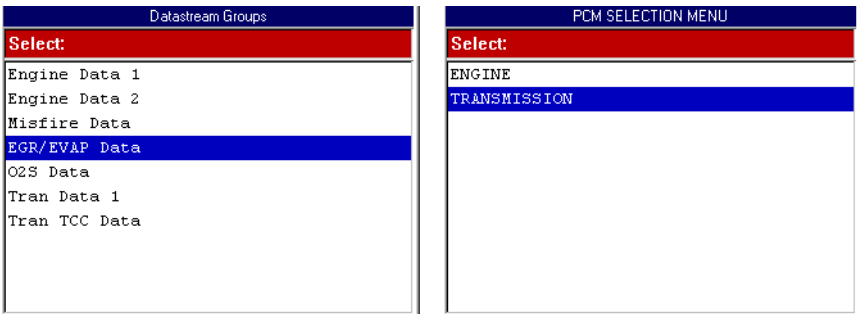 Datastream Groups
Select:
Engine Data 1
Engine Data 2
Misfire Data
EGR/EVAP Data
O2S Data
Tran Data 1
Tran TCC Data
PCM SELECTION MENU
Select:
ENGINE
TRANSMISSION